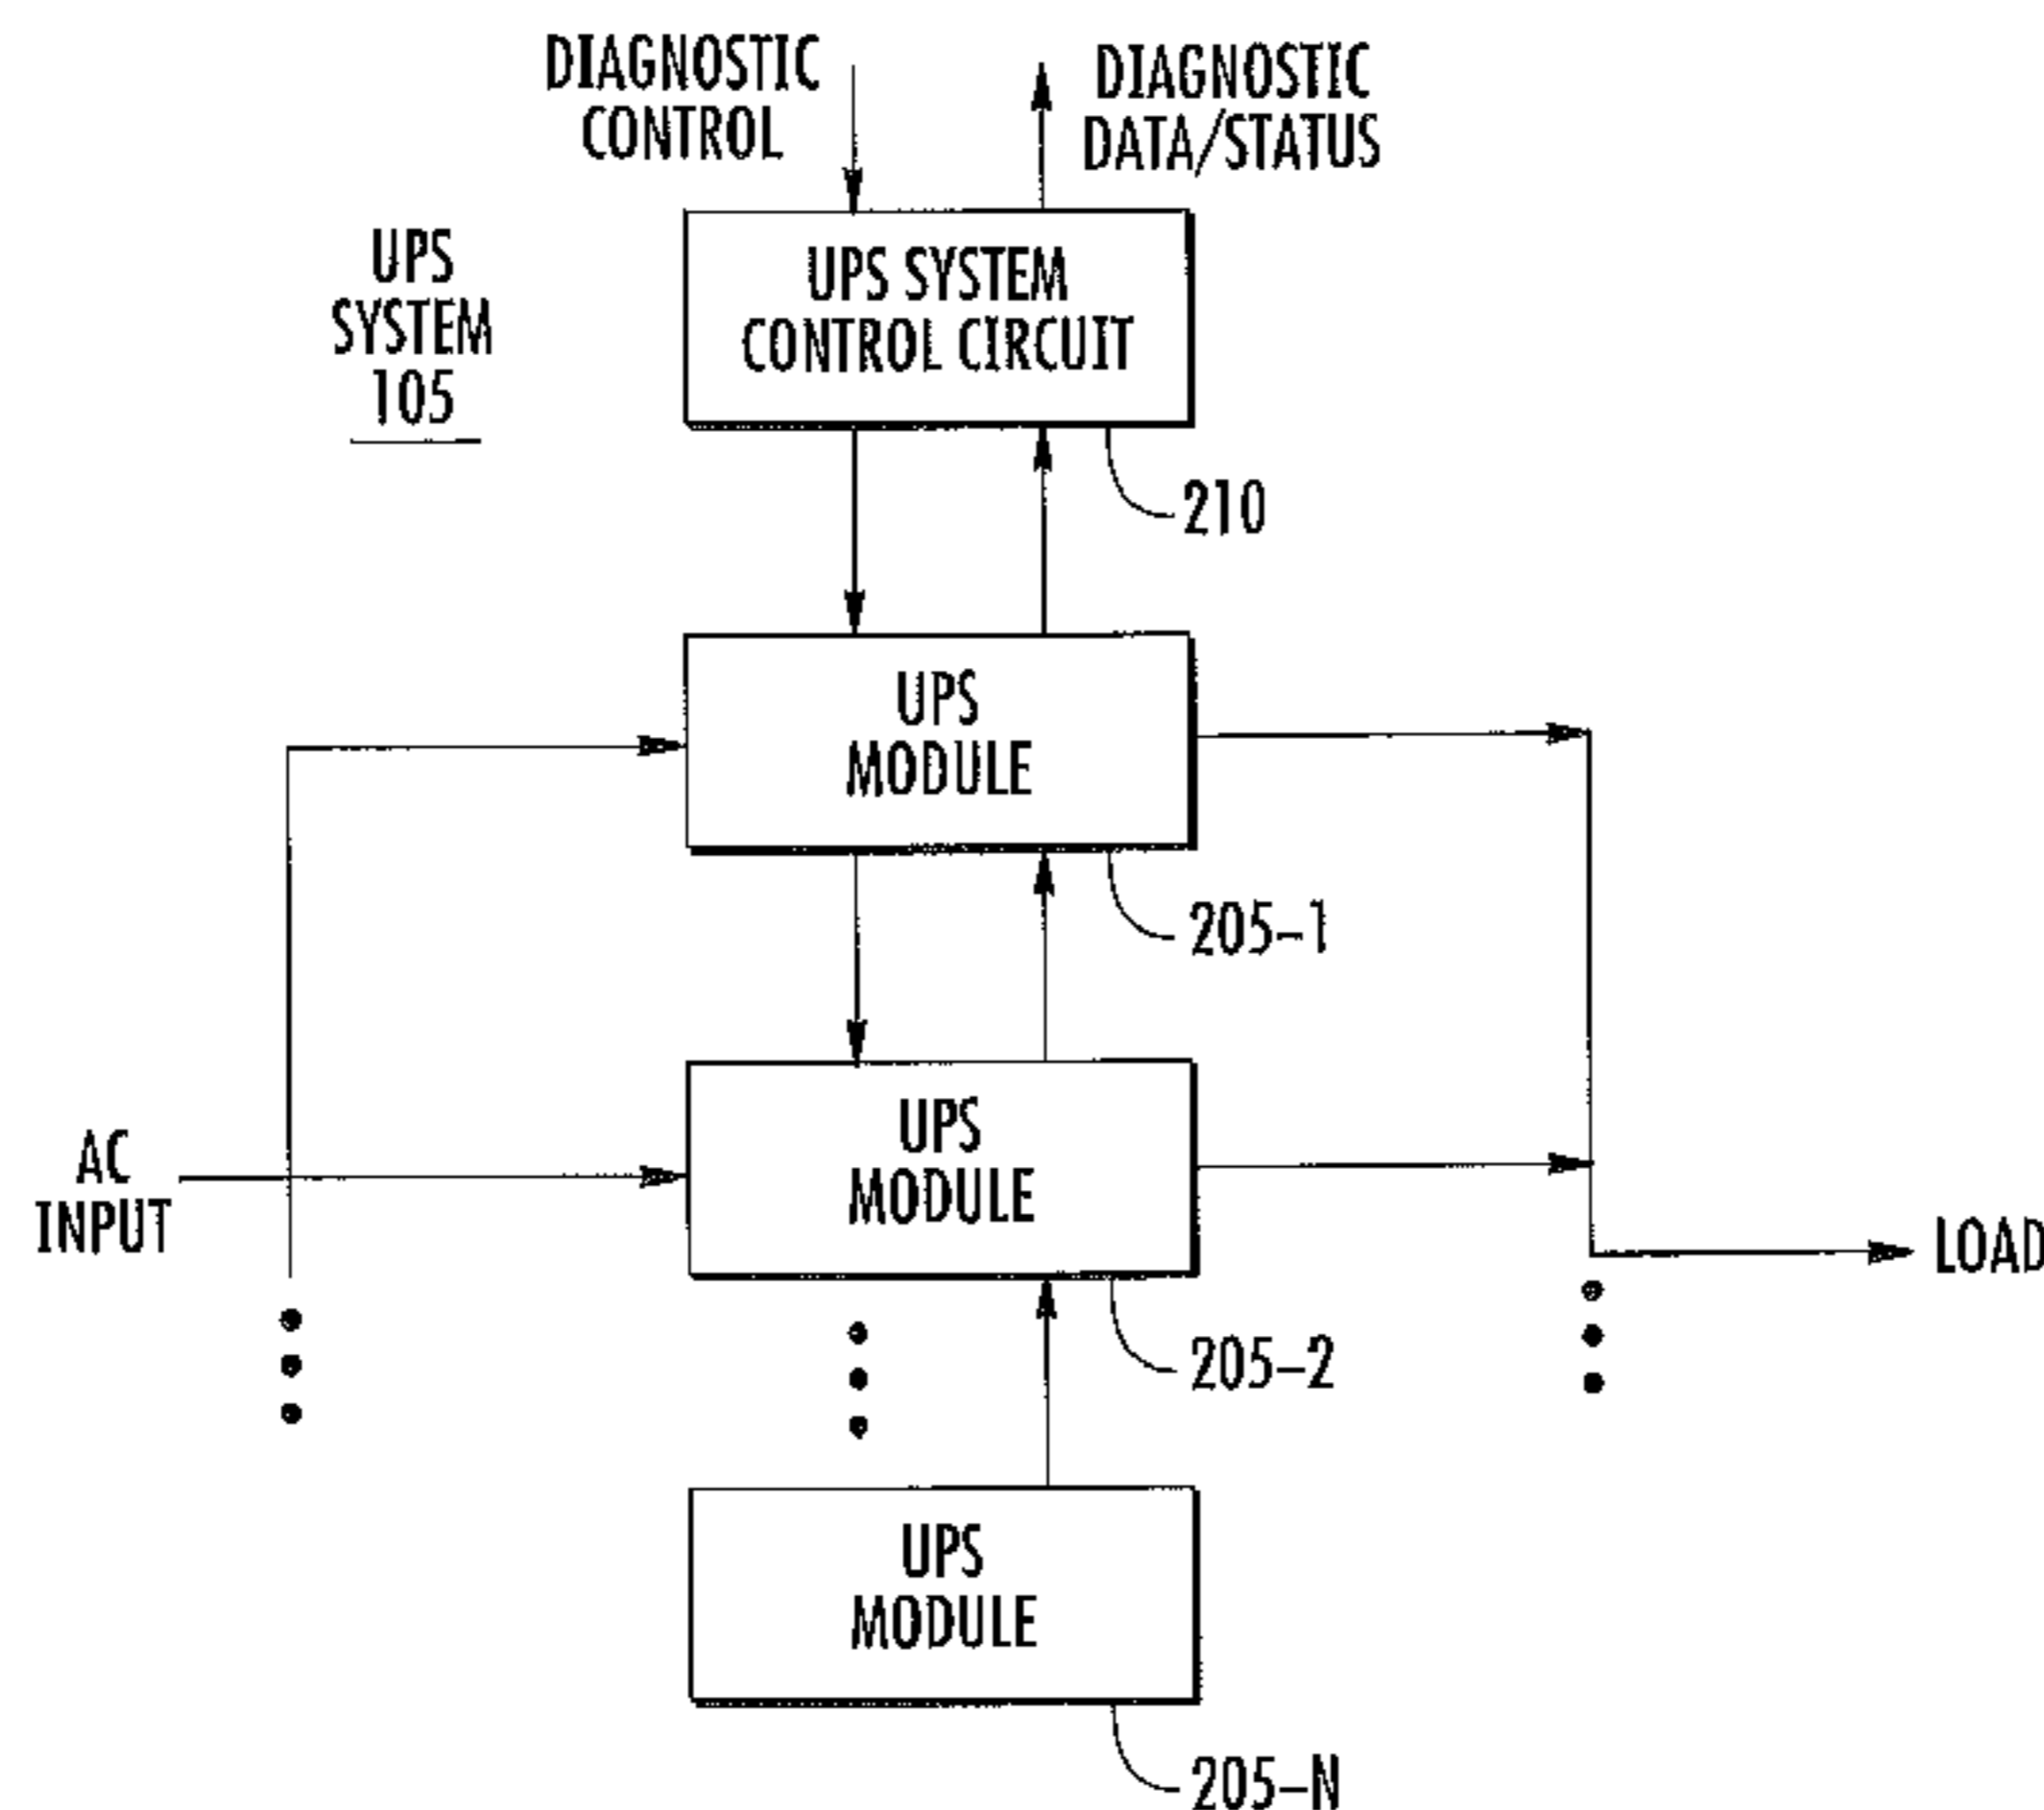 DIAGNOSTIC
CONTROL
DIAGNOSTIC
DATA/STATUS
UPS
SYSTEM
105
UPS SYSTEM
CONTROL CIRCUIT
210
UPS
MODULE
205-1
UPS
MODULE
205-2
AC
INPUT
LOAD
UPS
MODULE
205-N